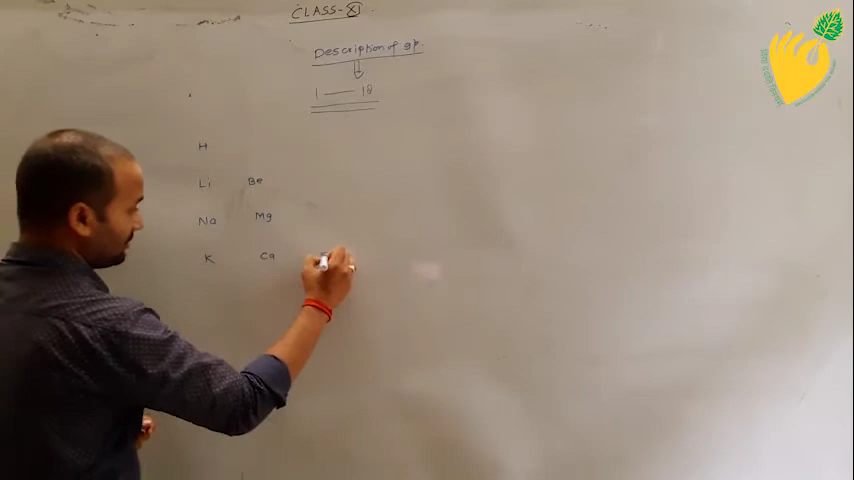 CLASS-XI
Description of gp.
1 — 18
H
Li Be
Na Mg
K Ca